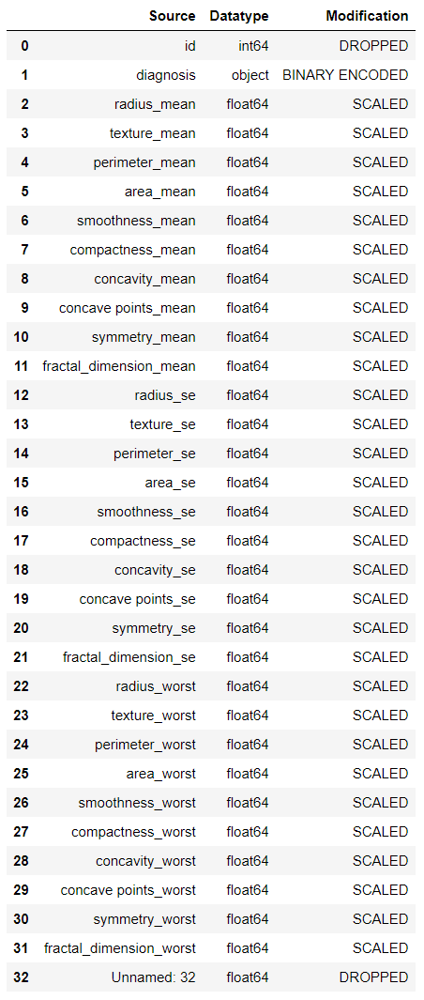 Source Datatype Modification
0 id int64 DROPPED
1 diagnosis object BINARY ENCODED
2 radius_mean float64 SCALED
3 texture_mean float64 SCALED
4 perimeter_mean float64 SCALED
5 area_mean float64 SCALED
6 smoothness_mean float64 SCALED
7 compactness_mean float64 SCALED
8 concavity_mean float64 SCALED
9 concave points_mean float64 SCALED
10 symmetry_mean float64 SCALED
11 fractal_dimension_mean float64 SCALED
12 radius_se float64 SCALED
13 texture_se float64 SCALED
14 perimeter_se float64 SCALED
15 area_se float64 SCALED
16 smoothness_se float64 SCALED
17 compactness_se float64 SCALED
18 concavity_se float64 SCALED
19 concave points_se float64 SCALED
20 symmetry_se float64 SCALED
21 fractal_dimension_se float64 SCALED
22 radius_worst float64 SCALED
23 texture_worst float64 SCALED
24 perimeter_worst float64 SCALED
25 area_worst float64 SCALED
26 smoothness_worst float64 SCALED
27 compactness_worst float64 SCALED
28 concavity_worst float64 SCALED
29 concave points_worst float64 SCALED
30 symmetry_worst float64 SCALED
31 fractal_dimension_worst float64 SCALED
32 Unnamed: 32 float64 DROPPED